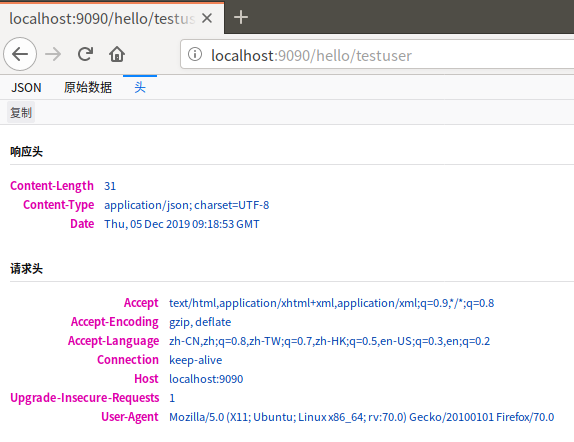 localhost:9090/hello/testus
localhost:9090/hello/testuser
JSON 原始数据 头
复制
响应头
Content-Length 31
Content-Type application/json; charset=UTF-8
Date Thu, 05 Dec 2019 09:18:53 GMT
请求头
Accept text/html,application/xhtml+xml,application/xml;q=0.9,*/*;q=0.8
Accept-Encoding gzip, deflate
Accept-Language zh-CN,zh;q=0.8,zh-TW;q=0.7,zh-HK;q=0.5,en-US;q=0.3,en;q=0.2
Connection keep-alive
Host localhost:9090
Upgrade-Insecure-Requests 1
User-Agent Mozilla/5.0 (X11; Ubuntu; Linux x86_64; rv:70.0) Gecko/20100101 Firefox/70.0